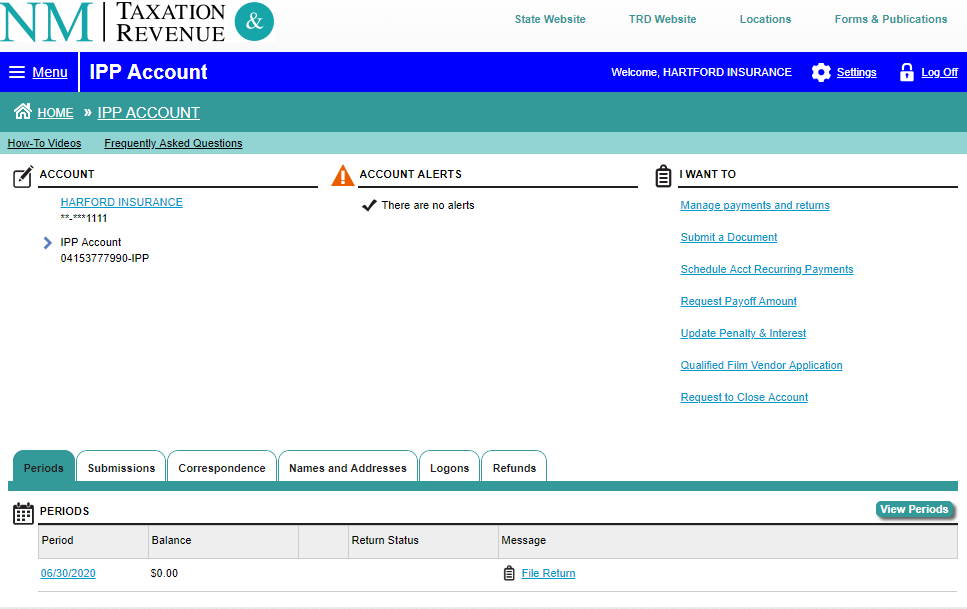 NM TAXATION & REVENUE
State Website TRD Website Locations Forms & Publications
Menu IPP Account Welcome, HARTFORD INSURANCE Settings Log Off
HOME » IPP ACCOUNT
How-To Videos Frequently Asked Questions
ACCOUNT
HARFORD INSURANCE
**-***1111
IPP Account
04153777990-IPP
ACCOUNT ALERTS
There are no alerts
I WANT TO
Manage payments and returns
Submit a Document
Schedule Acct Recurring Payments
Request Payoff Amount
Update Penalty & Interest
Qualified Film Vendor Application
Request to Close Account
Periods Submissions Correspondence Names and Addresses Logons Refunds
PERIODS View Periods
Period Balance Return Status Message
06/30/2020 $0.00 File Return